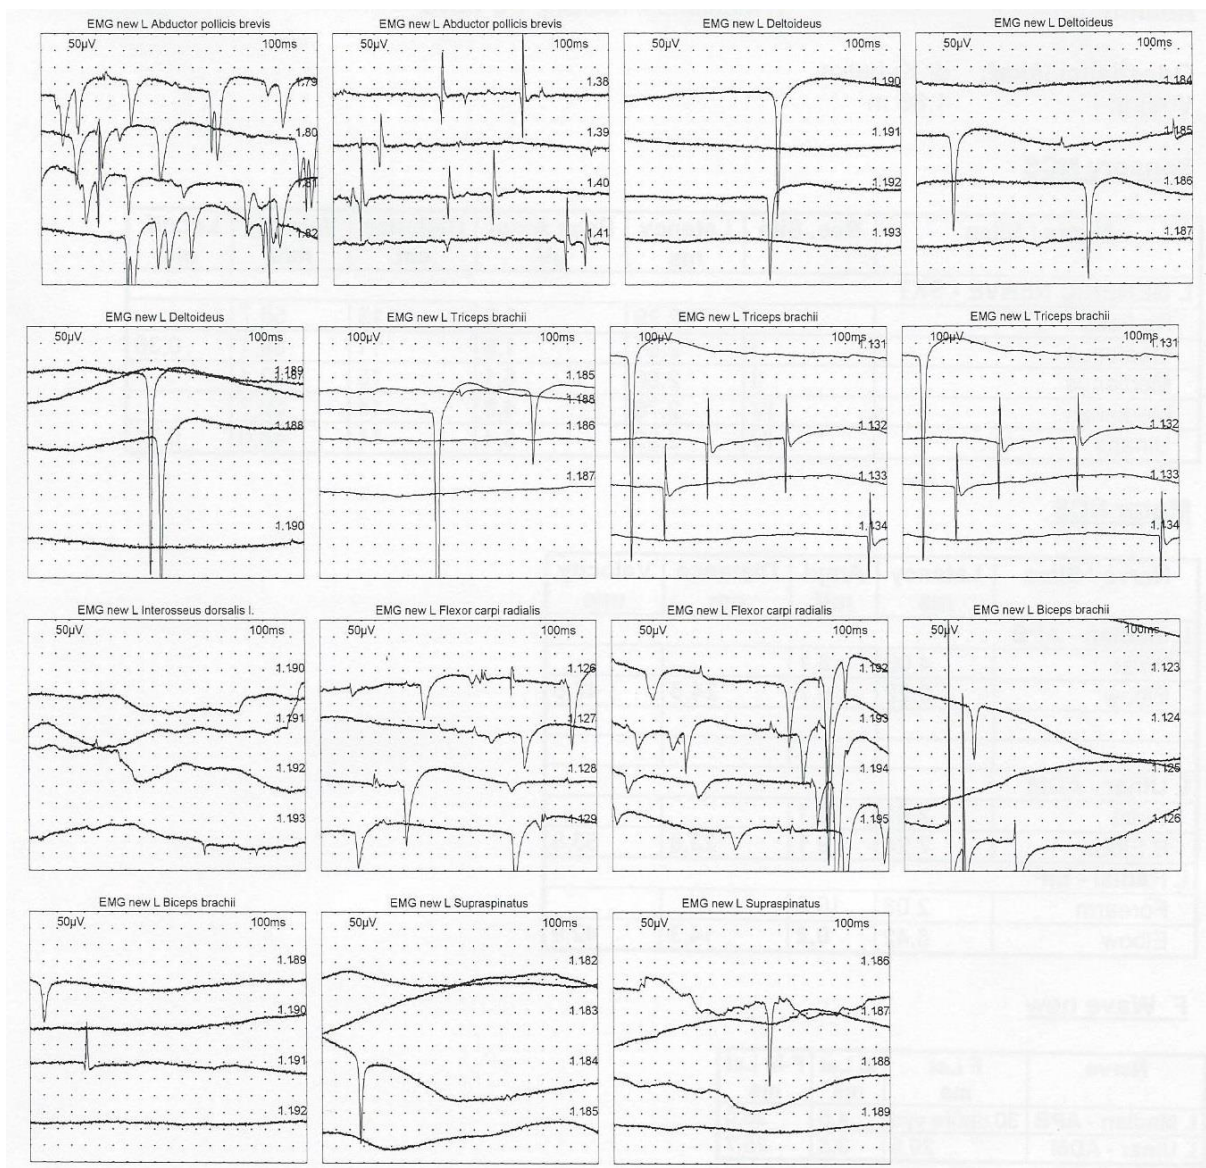 EMG new L Abductor pollicis brevis
50µV 100ms
1.79
1.80
1.81
1.82
EMG new L Abductor pollicis brevis
50µV 100ms
1.38
1.39
1.40
1.41
EMG new L Deltoideus
50µV 100ms
1.190
1.191
1.192
1.193
EMG new L Deltoideus
50µV 100ms
1.184
1.185
1.186
1.187
EMG new L Deltoideus
50µV 100ms
1.189
1.187
1.188
1.190
EMG new L Triceps brachii
100µV 100ms
1.185
1.188
1.186
1.187
EMG new L Triceps brachii
100µV 100ms
1.131
1.132
1.133
1.134
EMG new L Triceps brachii
100µV 100ms
1.131
1.132
1.133
1.134
EMG new L Interosseus dorsalis I.
50µV 100ms
1.190
1.191
1.192
1.193
EMG new L Flexor carpi radialis
50µV 100ms
1.126
1.127
1.128
1.129
EMG new L Flexor carpi radialis
50µV 100ms
1.192
1.193
1.194
1.195
EMG new L Biceps brachii
50µV 100ms
1.123
1.124
1.125
1.126
EMG new L Biceps brachii
50µV 100ms
1.189
1.190
1.191
1.192
EMG new L Supraspinatus
50µV 100ms
1.182
1.183
1.184
1.185
EMG new L Supraspinatus
50µV 100ms
1.186
1.187
1.188
1.189
Forearm
Elbow
F Wave new
Nerve